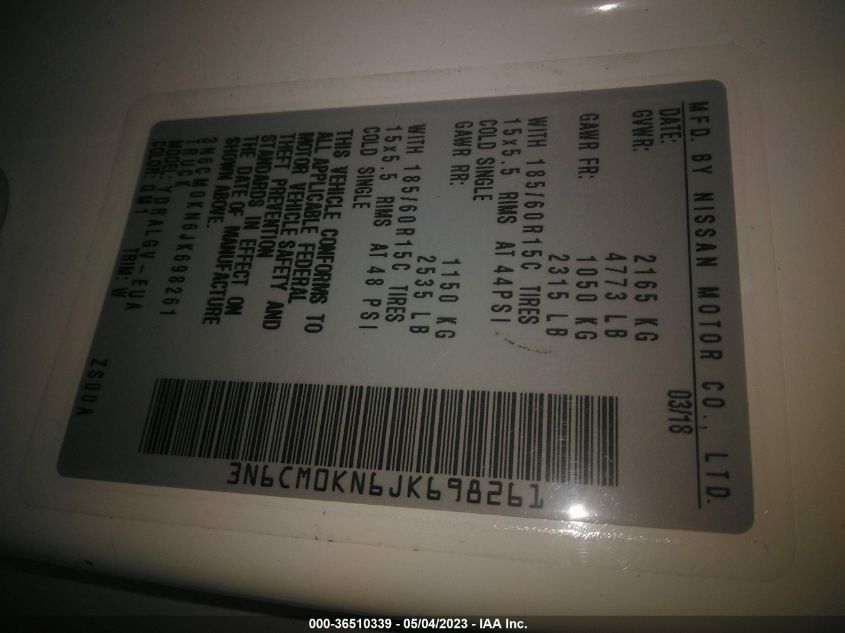 MFD. BY NISSAN MOTOR CO., LTD.
DATE: 03/18
GVWR: 2165 KG
4773 LB
GAWR FR: 1050 KG
2315 LB
WITH 185/60R15C TIRES
15x5.5 RIMS AT 44PSI
COLD SINGLE
GAWR RR: 1150 KG
2535 LB
WITH 185/60R15C TIRES
15x5.5 RIMS AT 48 PSI
COLD SINGLE
THIS VEHICLE CONFORMS TO
ALL APPLICABLE FEDERAL
MOTOR VEHICLE SAFETY AND
THEFT PREVENTION
STANDARDS IN EFFECT ON
THE DATE OF MANUFACTURE
SHOWN ABOVE.
3N6CM0KN6JK698261
TRUCK
MODEL: YDRALGV-EUA
COLOR: QM1 TRIM: W
ZS00A
3N6CM0KN6JK698261
000-36510339 - 05/04/2023 - IAA Inc.